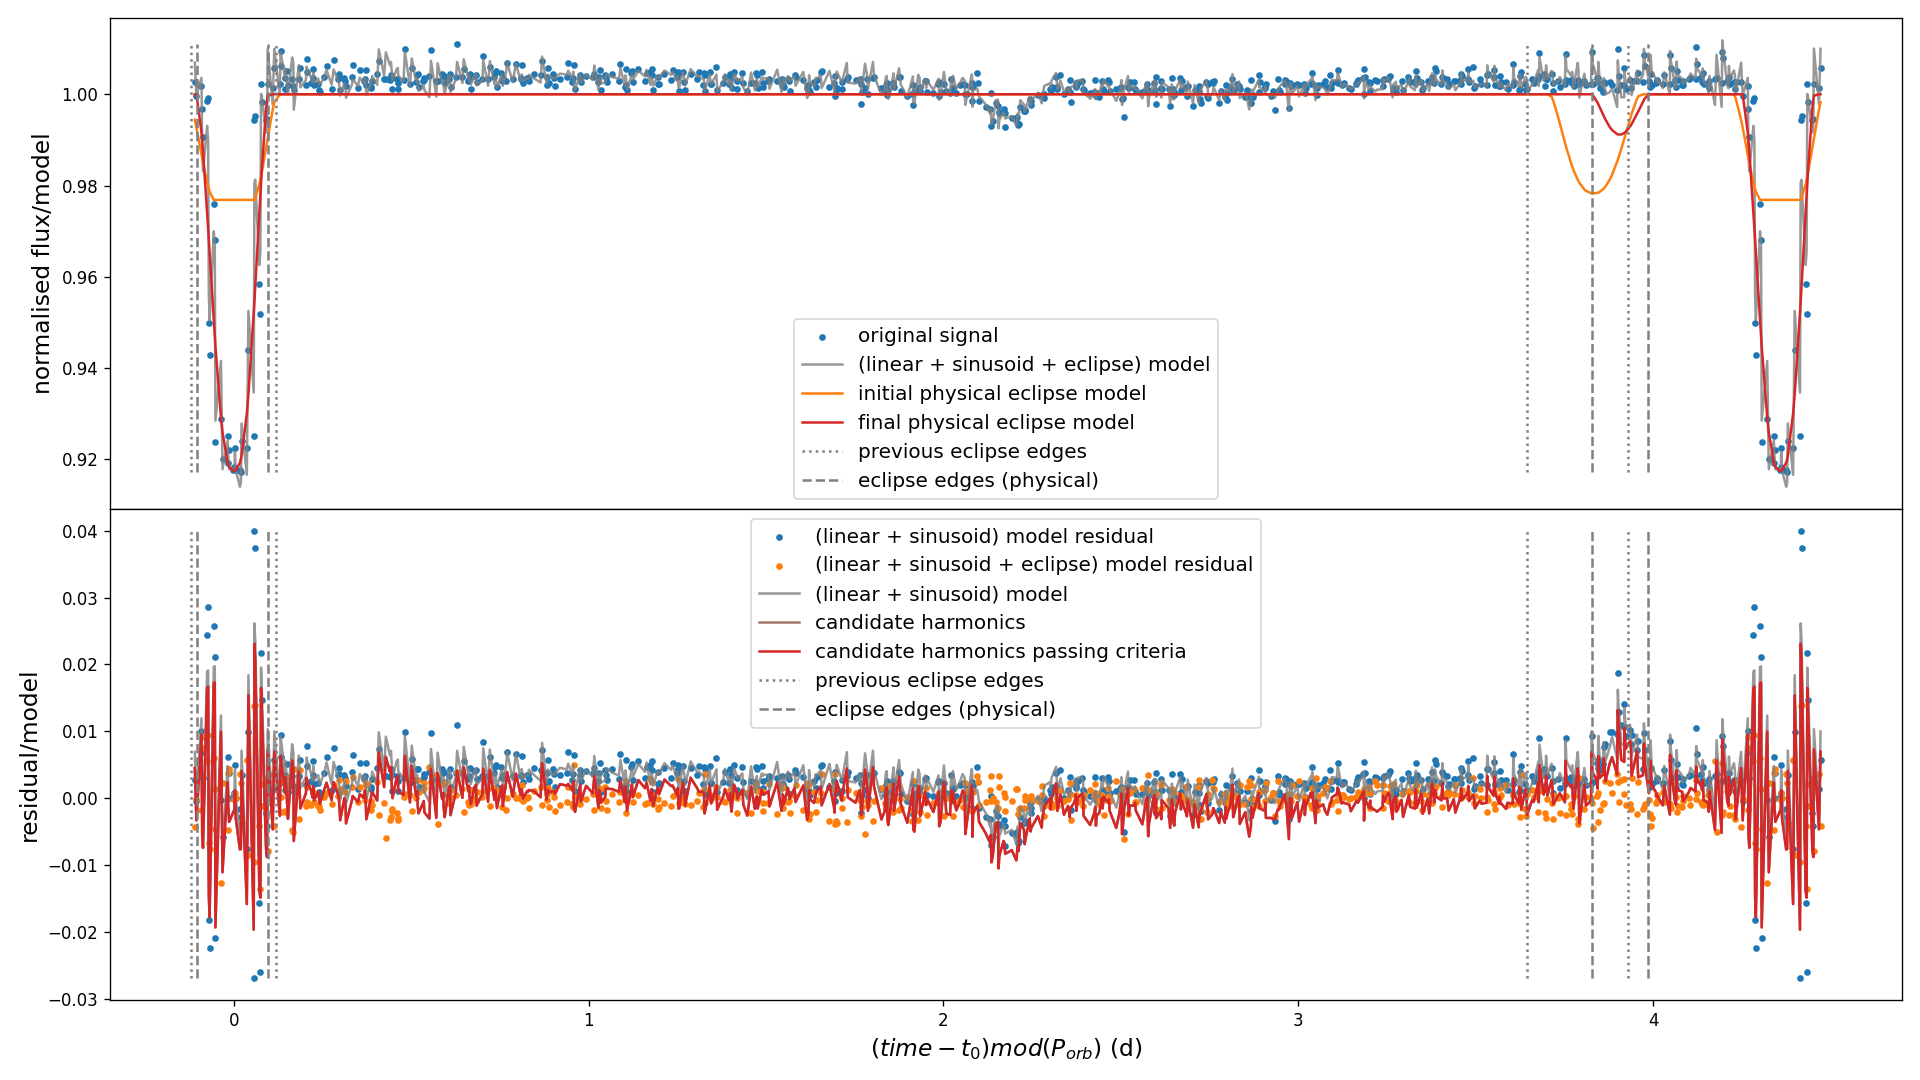 normalised flux/model
1.00
0.98
0.96
0.94
0.92
original signal
(linear + sinusoid + eclipse) model
initial physical eclipse model
final physical eclipse model
previous eclipse edges
eclipse edges (physical)
residual/model
0.04
0.03
0.02
0.01
0.00
−0.01
−0.02
−0.03
(linear + sinusoid) model residual
(linear + sinusoid + eclipse) model residual
(linear + sinusoid) model
candidate harmonics
candidate harmonics passing criteria
previous eclipse edges
eclipse edges (physical)
0 1 2 3 4
(time − t₀)mod(P_orb) (d)